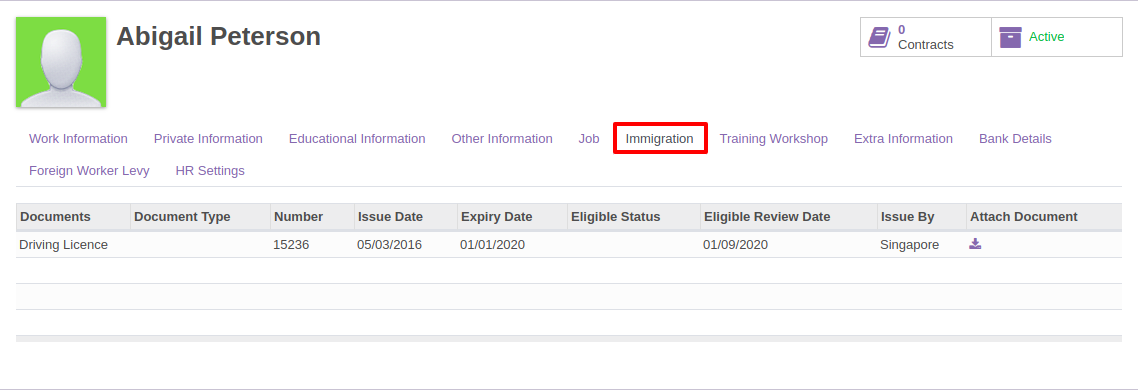 Abigail Peterson
0
Contracts
Active
Work Information Private Information Educational Information Other Information Job Immigration Training Workshop Extra Information Bank Details
Foreign Worker Levy HR Settings
Documents Document Type Number Issue Date Expiry Date Eligible Status Eligible Review Date Issue By Attach Document
Driving Licence 15236 05/03/2016 01/01/2020 01/09/2020 Singapore